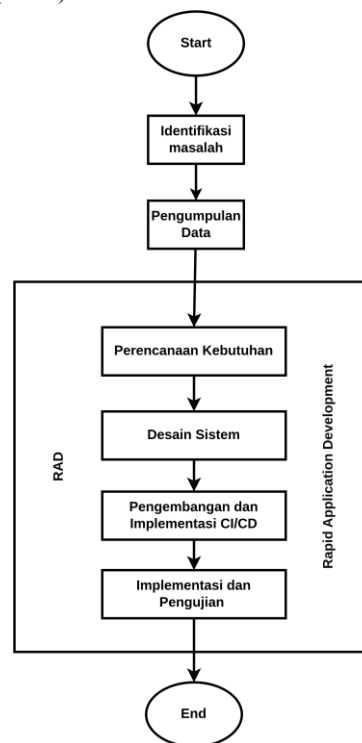 Start
Identifikasi
masalah
Pengumpulan
Data
Perencanaan Kebutuhan
Desain Sistem
RAD
Rapid Application Development
Pengembangan dan
Implementasi CI/CD
Implementasi dan
Pengujian
End